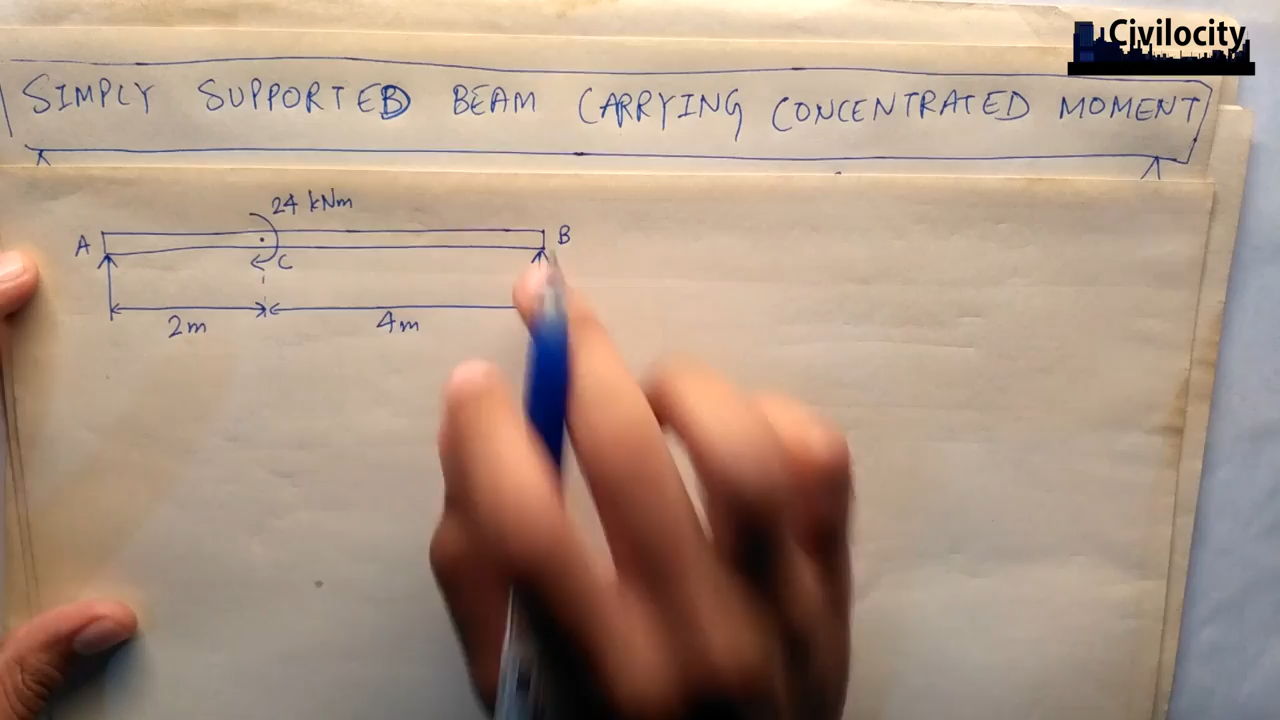 Civilocity
SIMPLY SUPPORTED BEAM CARRYING CONCENTRATED MOMENT
24 kNm
A
B
C
2m
4m